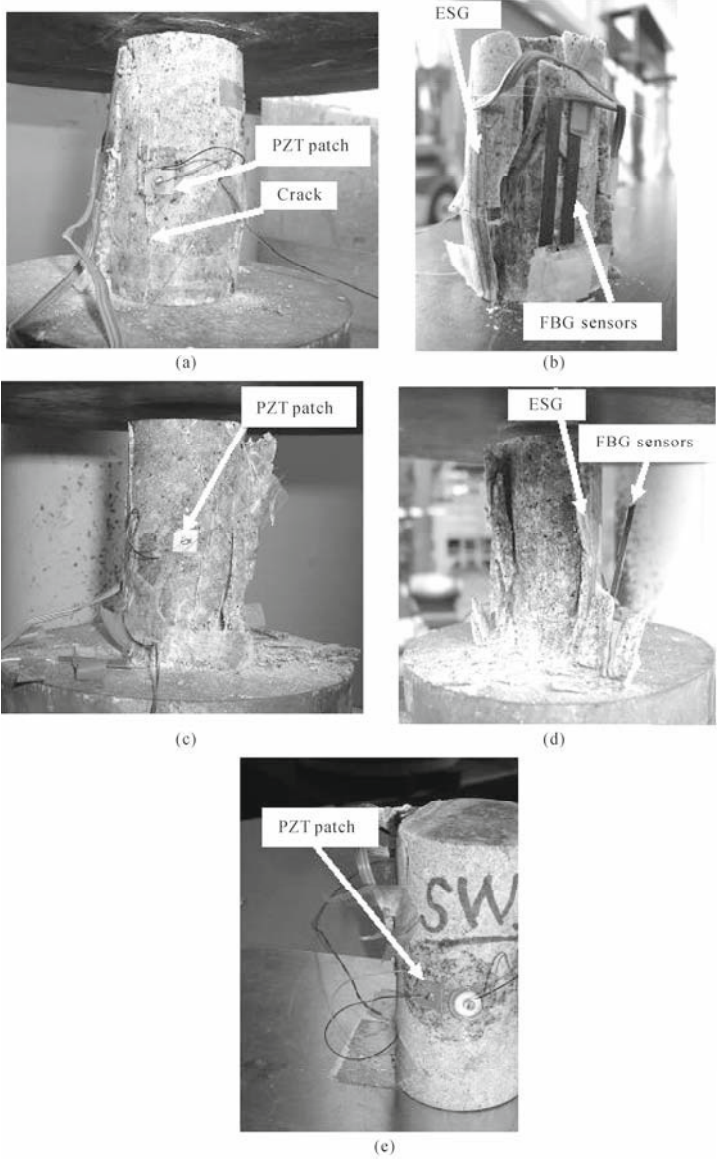 ESG
PZT patch
Crack
FBG sensors
(a)
(b)
PZT patch
ESG
FBG sensors
(c)
(d)
PZT patch
SW
(e)